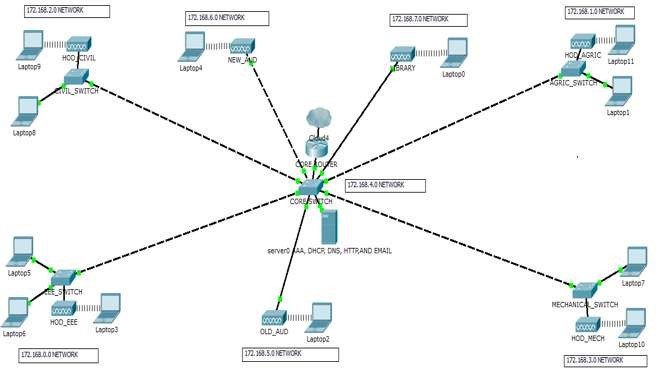 172.168.2.0 NETWORK
172.168.6.0 NETWORK
172.168.7.0 NETWORK
172.168.1.0 NETWORK
HOD_CIVIL
Laptop9
Laptop4
NEW_AUD
LIBRARY
Laptop0
HOD_AGRIC
Laptop11
CIVIL_SWITCH
AGRIC_SWITCH
Laptop8
Laptop1
Cloud4
CORE ROUTER
CORE SWITCH
172.168.4.0 NETWORK
server0 AAA, DHCP, DNS, HTTP,AND EMAIL
Laptop5
EEE_SWITCH
Laptop7
MECHANICAL_SWITCH
Laptop6
HOD_EEE
Laptop3
OLD_AUD
Laptop2
HOD_MECH
Laptop10
172.168.0.0 NETWORK
172.168.5.0 NETWORK
172.168.3.0 NETWORK